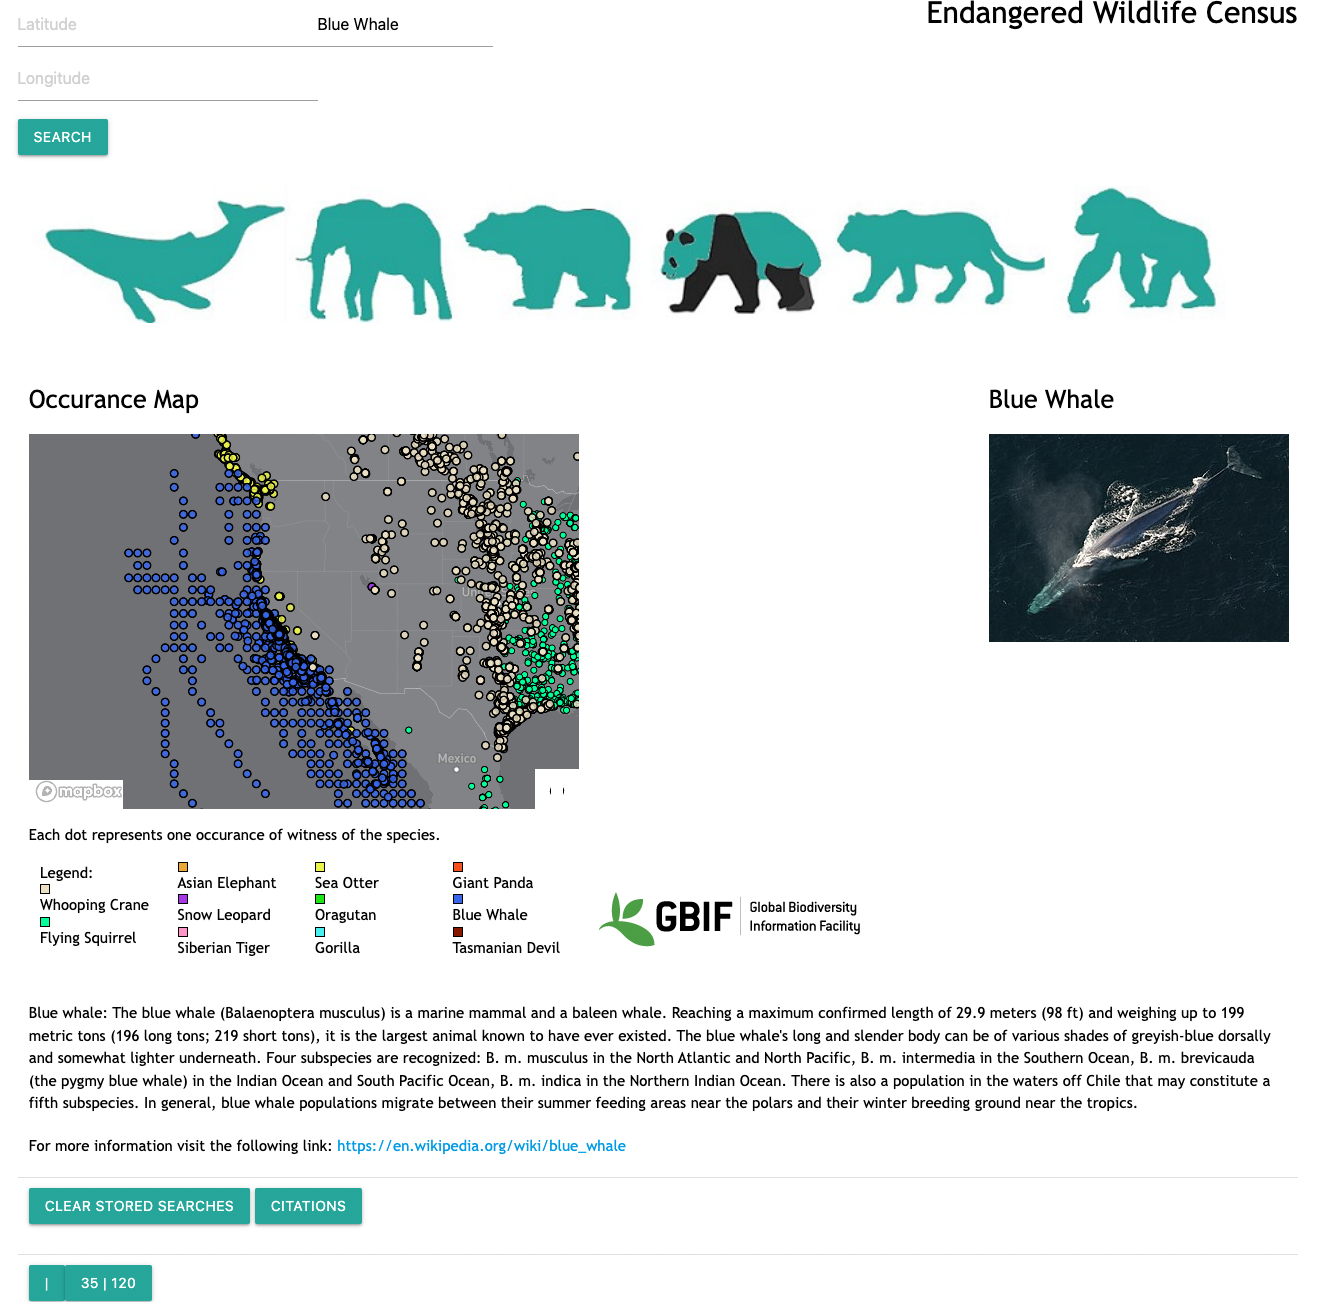 Latitude
Blue Whale
Endangered Wildlife Census
Longitude
SEARCH
Occurance Map
Blue Whale
Mexico
mapbox
Each dot represents one occurance of witness of the species.
Legend:
Whooping Crane
Flying Squirrel
Asian Elephant
Snow Leopard
Siberian Tiger
Sea Otter
Oragutan
Gorilla
Giant Panda
Blue Whale
Tasmanian Devil
GBIF
Global Biodiversity
Information Facility
Blue whale: The blue whale (Balaenoptera musculus) is a marine mammal and a baleen whale. Reaching a maximum confirmed length of 29.9 meters (98 ft) and weighing up to 199
metric tons (196 long tons; 219 short tons), it is the largest animal known to have ever existed. The blue whale's long and slender body can be of various shades of greyish-blue dorsally
and somewhat lighter underneath. Four subspecies are recognized: B. m. musculus in the North Atlantic and North Pacific, B. m. intermedia in the Southern Ocean, B. m. brevicauda
(the pygmy blue whale) in the Indian Ocean and South Pacific Ocean, B. m. indica in the Northern Indian Ocean. There is also a population in the waters off Chile that may constitute a
fifth subspecies. In general, blue whale populations migrate between their summer feeding areas near the polars and their winter breeding ground near the tropics.
For more information visit the following link: https://en.wikipedia.org/wiki/blue_whale
CLEAR STORED SEARCHES
CITATIONS
|
35 | 120